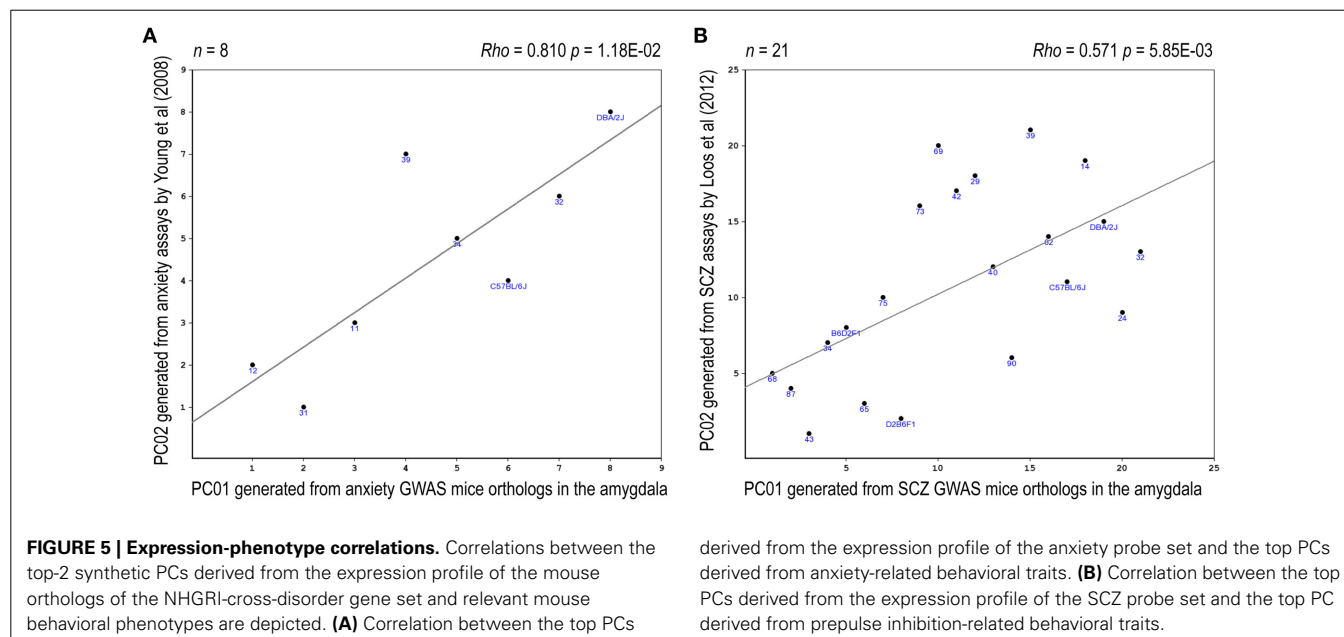 A
n = 8
Rho = 0.810 p = 1.18E-02
PC02 generated from anxiety assays by Young et al (2008)
9
8
7
6
5
4
3
2
1
DBA/2J
39
32
34
C57BL/6J
11
12
31
1 2 3 4 5 6 7 8 9
PC01 generated from anxiety GWAS mice orthologs in the amygdala
B
n = 21
Rho = 0.571 p = 5.85E-03
PC02 generated from SCZ assays by Loos et al (2012)
25
20
15
10
5
39
69
14
29
42
73
DBA/2J
62
32
40
C57BL/6J
75
24
B6D2F1
34
90
68
87
65
D2B6F1
43
5 10 15 20 25
PC01 generated from SCZ GWAS mice orthologs in the amygdala
FIGURE 5 | Expression-phenotype correlations. Correlations between the
top-2 synthetic PCs derived from the expression profile of the mouse
orthologs of the NHGRI-cross-disorder gene set and relevant mouse
behavioral phenotypes are depicted. (A) Correlation between the top PCs
derived from the expression profile of the anxiety probe set and the top PCs
derived from anxiety-related behavioral traits. (B) Correlation between the top
PCs derived from the expression profile of the SCZ probe set and the top PC
derived from prepulse inhibition-related behavioral traits.